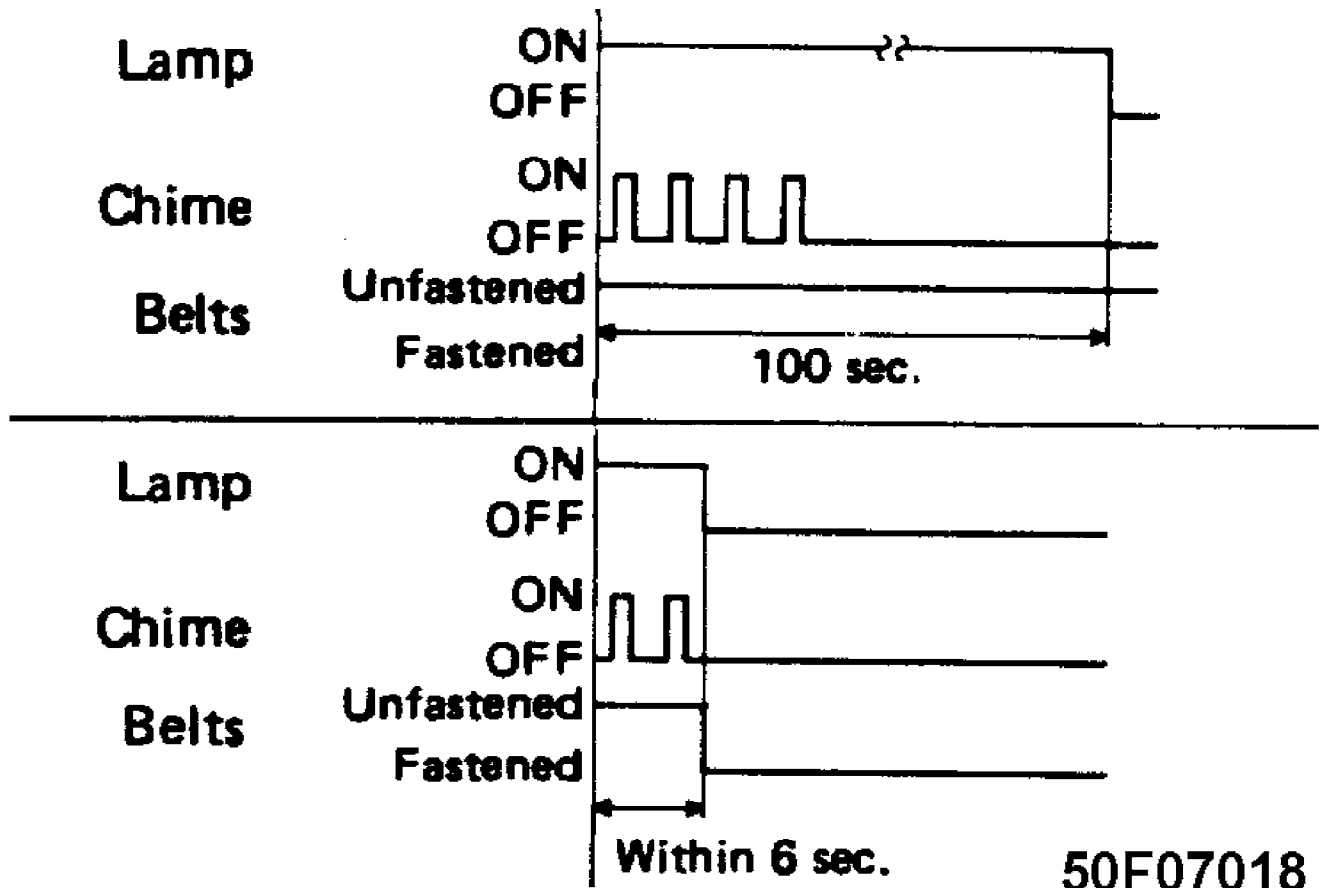 Lamp ON
OFF
Chime ON
OFF
Belts Unfastened
Fastened
100 sec.
Lamp ON
OFF
Chime ON
OFF
Belts Unfastened
Fastened
Within 6 sec.
50F07018